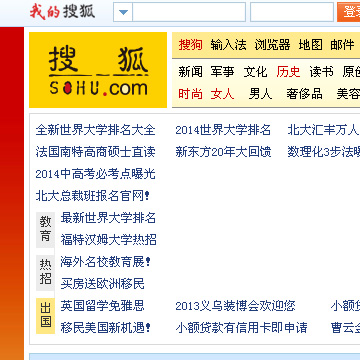 我的搜狐 登
搜狐
SOHU.com
搜狗 输入法 浏览器 地图 邮件
新闻 军事 文化 历史 读书 原
时尚 女人 男人 奢侈品 美容
全新世界大学排名大全 2014世界大学排名 北大汇丰万人
法国南特高商硕士直读 新东方20年大回馈 数理化3步法
2014中高考必考点曝光
北大总裁班报名官网!
教育 最新世界大学排名
福特汉姆大学热招
热招 海外名校教育展!
买房送欧洲移民
出国 英国留学免雅思 2013义乌装博会欢迎您 小额
移民美国新机遇! 小额贷款有信用卡即申请 曹云